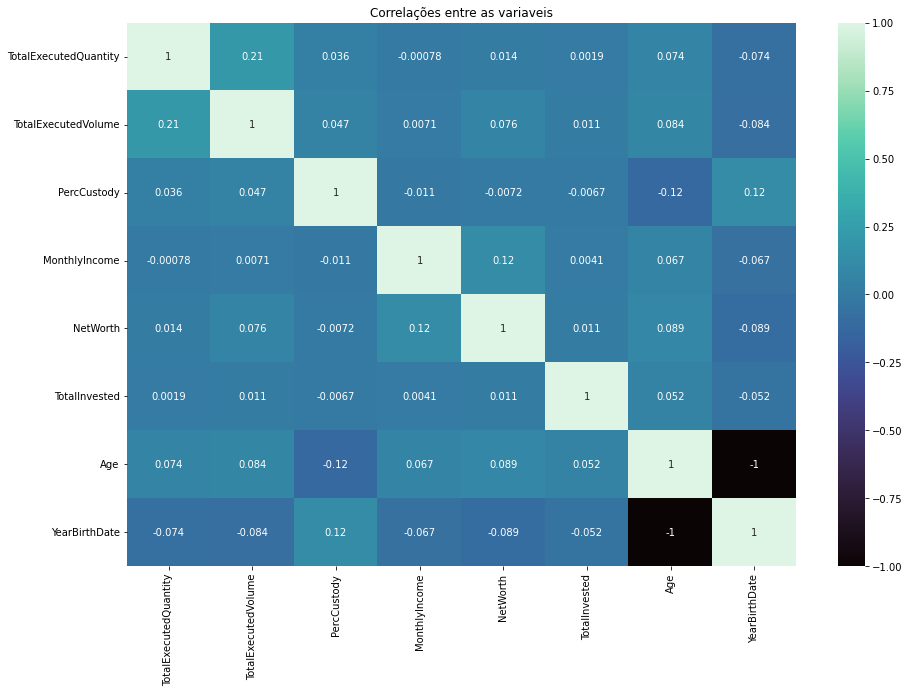 Correlações entre as variaveis
TotalExecutedQuantity 1 0.21 0.036 -0.00078 0.014 0.0019 0.074 -0.074
TotalExecutedVolume 0.21 1 0.047 0.0071 0.076 0.011 0.084 -0.084
PercCustody 0.036 0.047 1 -0.011 -0.0072 -0.0067 -0.12 0.12
MonthlyIncome -0.00078 0.0071 -0.011 1 0.12 0.0041 0.067 -0.067
NetWorth 0.014 0.076 -0.0072 0.12 1 0.011 0.089 -0.089
TotalInvested 0.0019 0.011 -0.0067 0.0041 0.011 1 0.052 -0.052
Age 0.074 0.084 -0.12 0.067 0.089 0.052 1 -1
YearBirthDate -0.074 -0.084 0.12 -0.067 -0.089 -0.052 -1 1
TotalExecutedQuantity
TotalExecutedVolume
PercCustody
MonthlyIncome
NetWorth
TotalInvested
Age
YearBirthDate
1.00
0.75
0.50
0.25
0.00
−0.25
−0.50
−0.75
−1.00